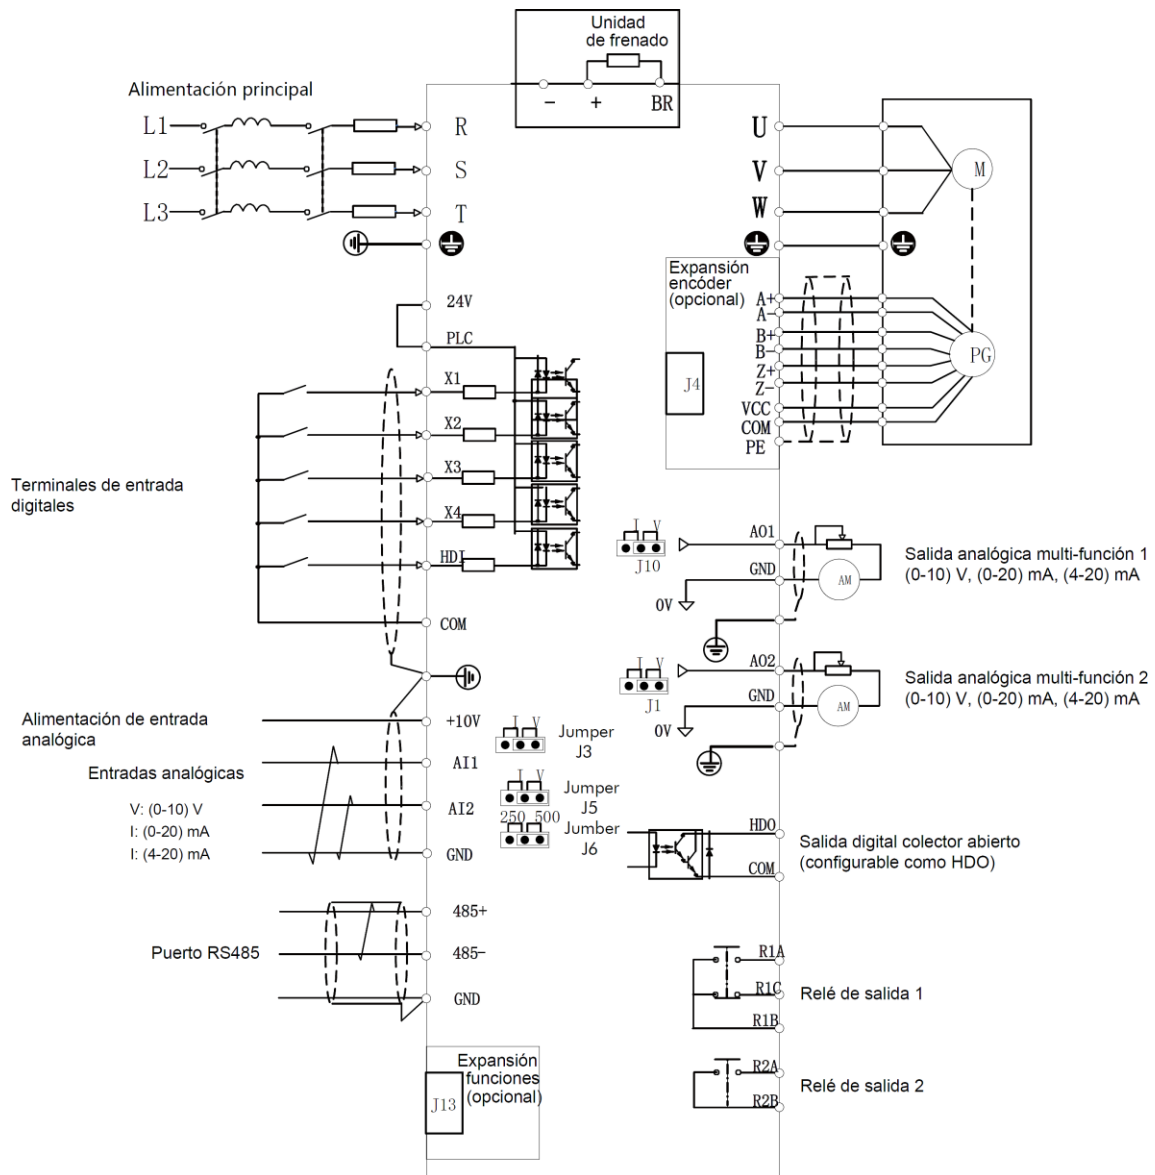 Unidad
de frenado
-
+
BR
Alimentación principal
L1
R
L2
S
L3
T
U
V
W
M
Expansión
encóder
(opcional)
A+
A-
B+
B-
Z+
Z-
VCC
COM
PE
J4
PG
24V
PLC
X1
X2
X3
X4
HDI
COM
Terminales de entrada
digitales
I V
J10
AO1
GND
0V
AM
Salida analógica multi-función 1
(0-10) V, (0-20) mA, (4-20) mA
I V
J1
AO2
GND
0V
AM
Salida analógica multi-función 2
(0-10) V, (0-20) mA, (4-20) mA
Alimentación de entrada
analógica
+10V
Entradas analógicas
V: (0-10) V
I: (0-20) mA
I: (4-20) mA
AI1
AI2
GND
I V
Jumper
J3
I V
Jumper
J5
250 500
Jumber
J6
HDO
COM
Salida digital colector abierto
(configurable como HDO)
Puerto RS485
485+
485-
GND
R1A
R1C
R1B
Relé de salida 1
R2A
R2B
Relé de salida 2
Expansión
funciones
(opcional)
J13